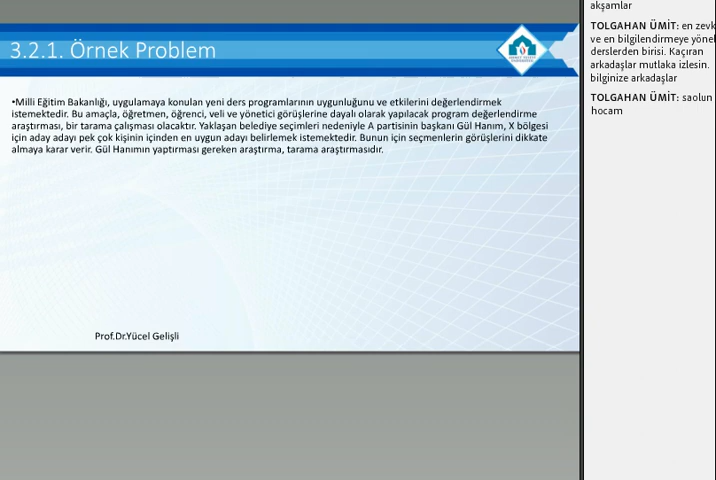 3.2.1. Örnek Problem
•Milli Eğitim Bakanlığı, uygulamaya konulan yeni ders programlarının uygunluğunu ve etkilerini değerlendirmek
istemektedir. Bu amaçla, öğretmen, öğrenci, veli ve yönetici görüşlerine dayalı olarak yapılacak program değerlendirme
araştırması, bir tarama çalışması olacaktır. Yaklaşan belediye seçimleri nedeniyle A partisinin başkanı Gül Hanım, X bölgesi
için aday adayı pek çok kişinin içinden en uygun adayı belirlemek istemektedir. Bunun için seçmenlerin görüşlerini dikkate
almaya karar verir. Gül Hanımın yaptırması gereken araştırma, tarama araştırmasıdır.
Prof.Dr.Yücel Gelişli
akşamlar
TOLGAHAN ÜMİT: en zevk
ve en bilgilendirmeye yönel
derslerden birisi. Kaçıran
arkadaşlar mutlaka izlesin.
bilginize arkadaşlar
TOLGAHAN ÜMİT: saolun
hocam